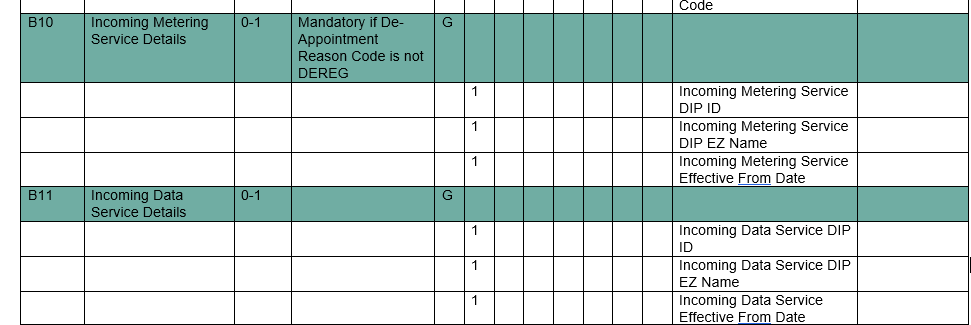 Code
B10 Incoming Metering Service Details 0-1 Mandatory if De-Appointment Reason Code is not DEREG G
1 Incoming Metering Service DIP ID
1 Incoming Metering Service DIP EZ Name
1 Incoming Metering Service Effective From Date
B11 Incoming Data Service Details 0-1 G
1 Incoming Data Service DIP ID
1 Incoming Data Service DIP EZ Name
1 Incoming Data Service Effective From Date